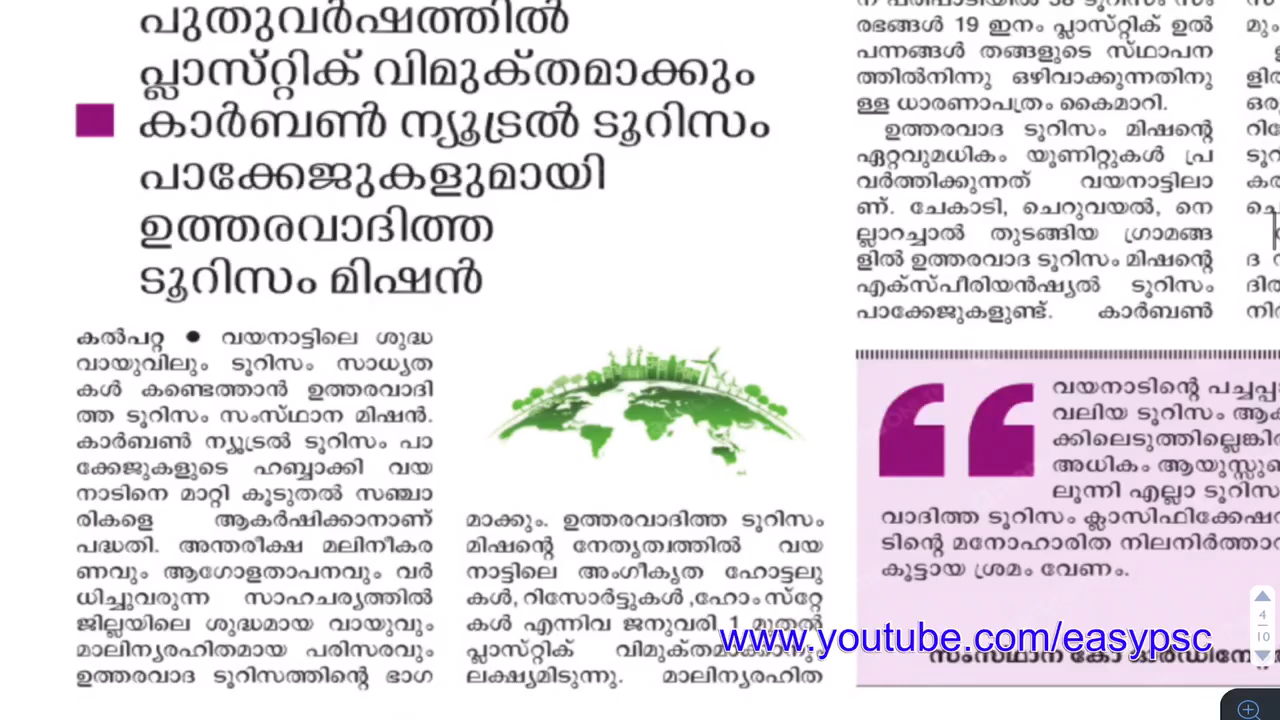 പുതുവർഷത്തിൽ
പ്ലാസ്റ്റിക് വിമുക്തമാക്കും
കാർബൺ ന്യൂട്രൽ ടൂറിസം
പാക്കേജുകളുമായി
ഉത്തരവാദിത്ത
ടൂറിസം മിഷൻ
കൽപറ്റ ● വയനാട്ടിലെ ശുദ്ധ
വായുവിലും ടൂറിസം സാധ്യത
കൾ കണ്ടെത്താൻ ഉത്തരവാദി
ത്ത ടൂറിസം സംസ്ഥാന മിഷൻ.
കാർബൺ ന്യൂട്രൽ ടൂറിസം പാ
ക്കേജുകളുടെ ഹബ്ബാക്കി വയ
നാടിനെ മാറ്റി കൂടുതൽ സഞ്ചാ
രികളെ ആകർഷിക്കാനാണ്
പദ്ധതി. അന്തരീക്ഷ മലിനീകര
ണവും ആഗോളതാപനവും വർ
ധിച്ചുവരുന്ന സാഹചര്യത്തിൽ
ജില്ലയിലെ ശുദ്ധമായ വായുവും
മാലിന്യരഹിതമായ പരിസരവും
ഉത്തരവാദ ടൂറിസത്തിന്റെ ഭാഗ
മാക്കും. ഉത്തരവാദിത്ത ടൂറിസം
മിഷന്റെ നേതൃത്വത്തിൽ വയ
നാട്ടിലെ അംഗീകൃത ഹോട്ടലു
കൾ, റിസോർട്ടുകൾ ,ഹോം സ്റ്റേ
കൾ എന്നിവ ജനുവരി 1 മുതൽ
പ്ലാസ്റ്റിക് വിമുക്തമാക്കാനും
ലക്ഷ്യമിടുന്നു. മാലിന്യരഹിത
ന പരിപാടിയിൽ 38 ടൂറിസം സം
രഭങ്ങൾ 19 ഇനം പ്ലാസ്റ്റിക് ഉൽ
പന്നങ്ങൾ തങ്ങളുടെ സ്ഥാപന
ത്തിൽനിന്നു ഒഴിവാക്കുന്നതിനു
ള്ള ധാരണാപത്രം കൈമാറി.
ഉത്തരവാദ ടൂറിസം മിഷന്റെ
ഏറ്റവുമധികം യൂണിറ്റുകൾ പ്ര
വർത്തിക്കുന്നത് വയനാട്ടിലാ
ണ്. ചേകാടി, ചെറുവയൽ, നെ
ല്ലാറച്ചാൽ തുടങ്ങിയ ഗ്രാമങ്ങ
ളിൽ ഉത്തരവാദ ടൂറിസം മിഷന്റെ
എക്സ്പീരിയൻഷ്യൽ ടൂറിസം
പാക്കേജുകളുണ്ട്. കാർബൺ
വയനാടിന്റെ
വലിയ ടൂറിസം
ക്കിലെടുത്തില്ലെങ്കി
അധികം
ലൂന്നി എല്ലാ ടൂറിസ
വാദിത്ത ടൂറിസം ക്ലാസിഫിക്കേഷ
ടിന്റെ മനോഹാരിത നിലനിർത്താ
കൂട്ടായ ശ്രമം വേണം.
www.youtube.com/easypsc
സംസ്ഥാന കോ
4
10